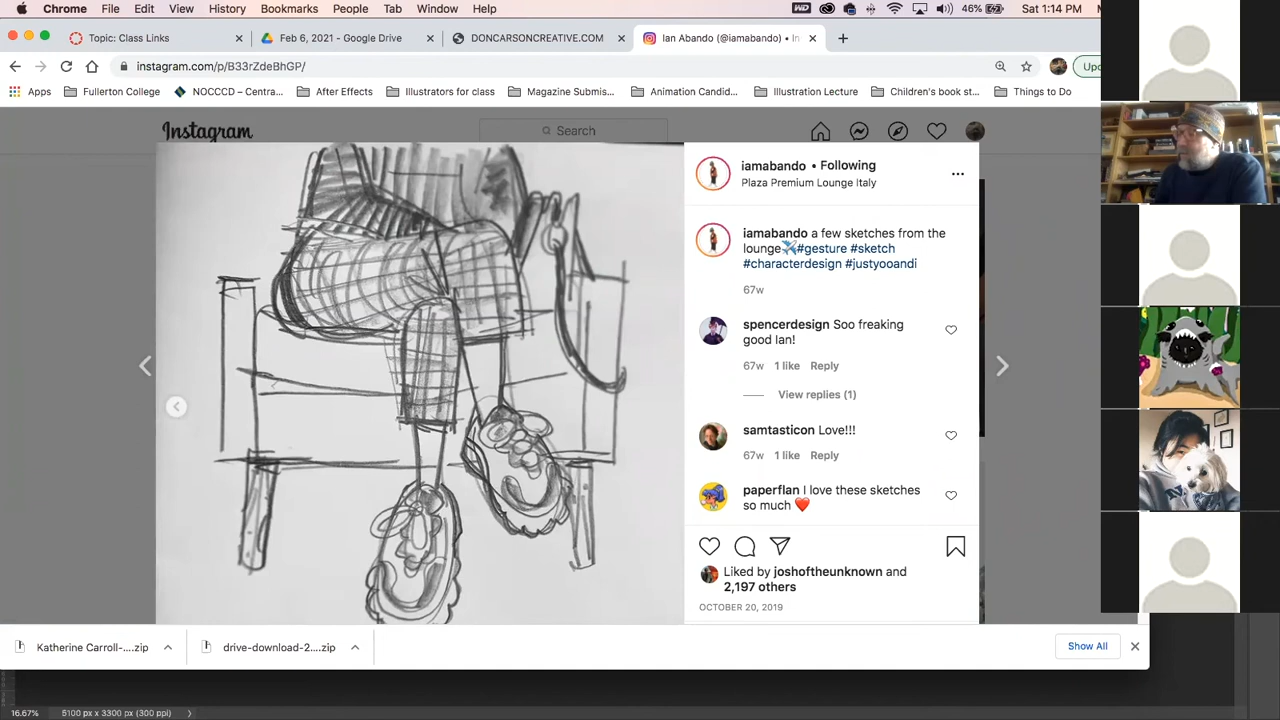 Chrome File Edit View History Bookmarks People Tab Window Help
46% Sat 1:14 PM
Topic: Class Links
Feb 6, 2021 - Google Drive
DONCARSONCREATIVE.COM
Ian Abando (@iamabando) • In
instagram.com/p/B33rZdeBhGP/
Apps
Fullerton College
NOCCCD – Centra...
After Effects
Illustrators for class
Magazine Submis...
Animation Candid...
Illustration Lecture
Children's book st...
Things to Do
Instagram
Search
iamabando • Following
Plaza Premium Lounge Italy
iamabando a few sketches from the
lounge✈️#gesture #sketch
#characterdesign #justyooandi
67w
spencerdesign Soo freaking
good Ian!
67w 1 like Reply
View replies (1)
samtasticon Love!!!
67w 1 like Reply
paperflan I love these sketches
so much ❤️
Liked by joshoftheunknown and
2,197 others
OCTOBER 20, 2019
Katherine Carroll-....zip
drive-download-2....zip
Show All
16.67% 5100 px x 3300 px (300 ppi)